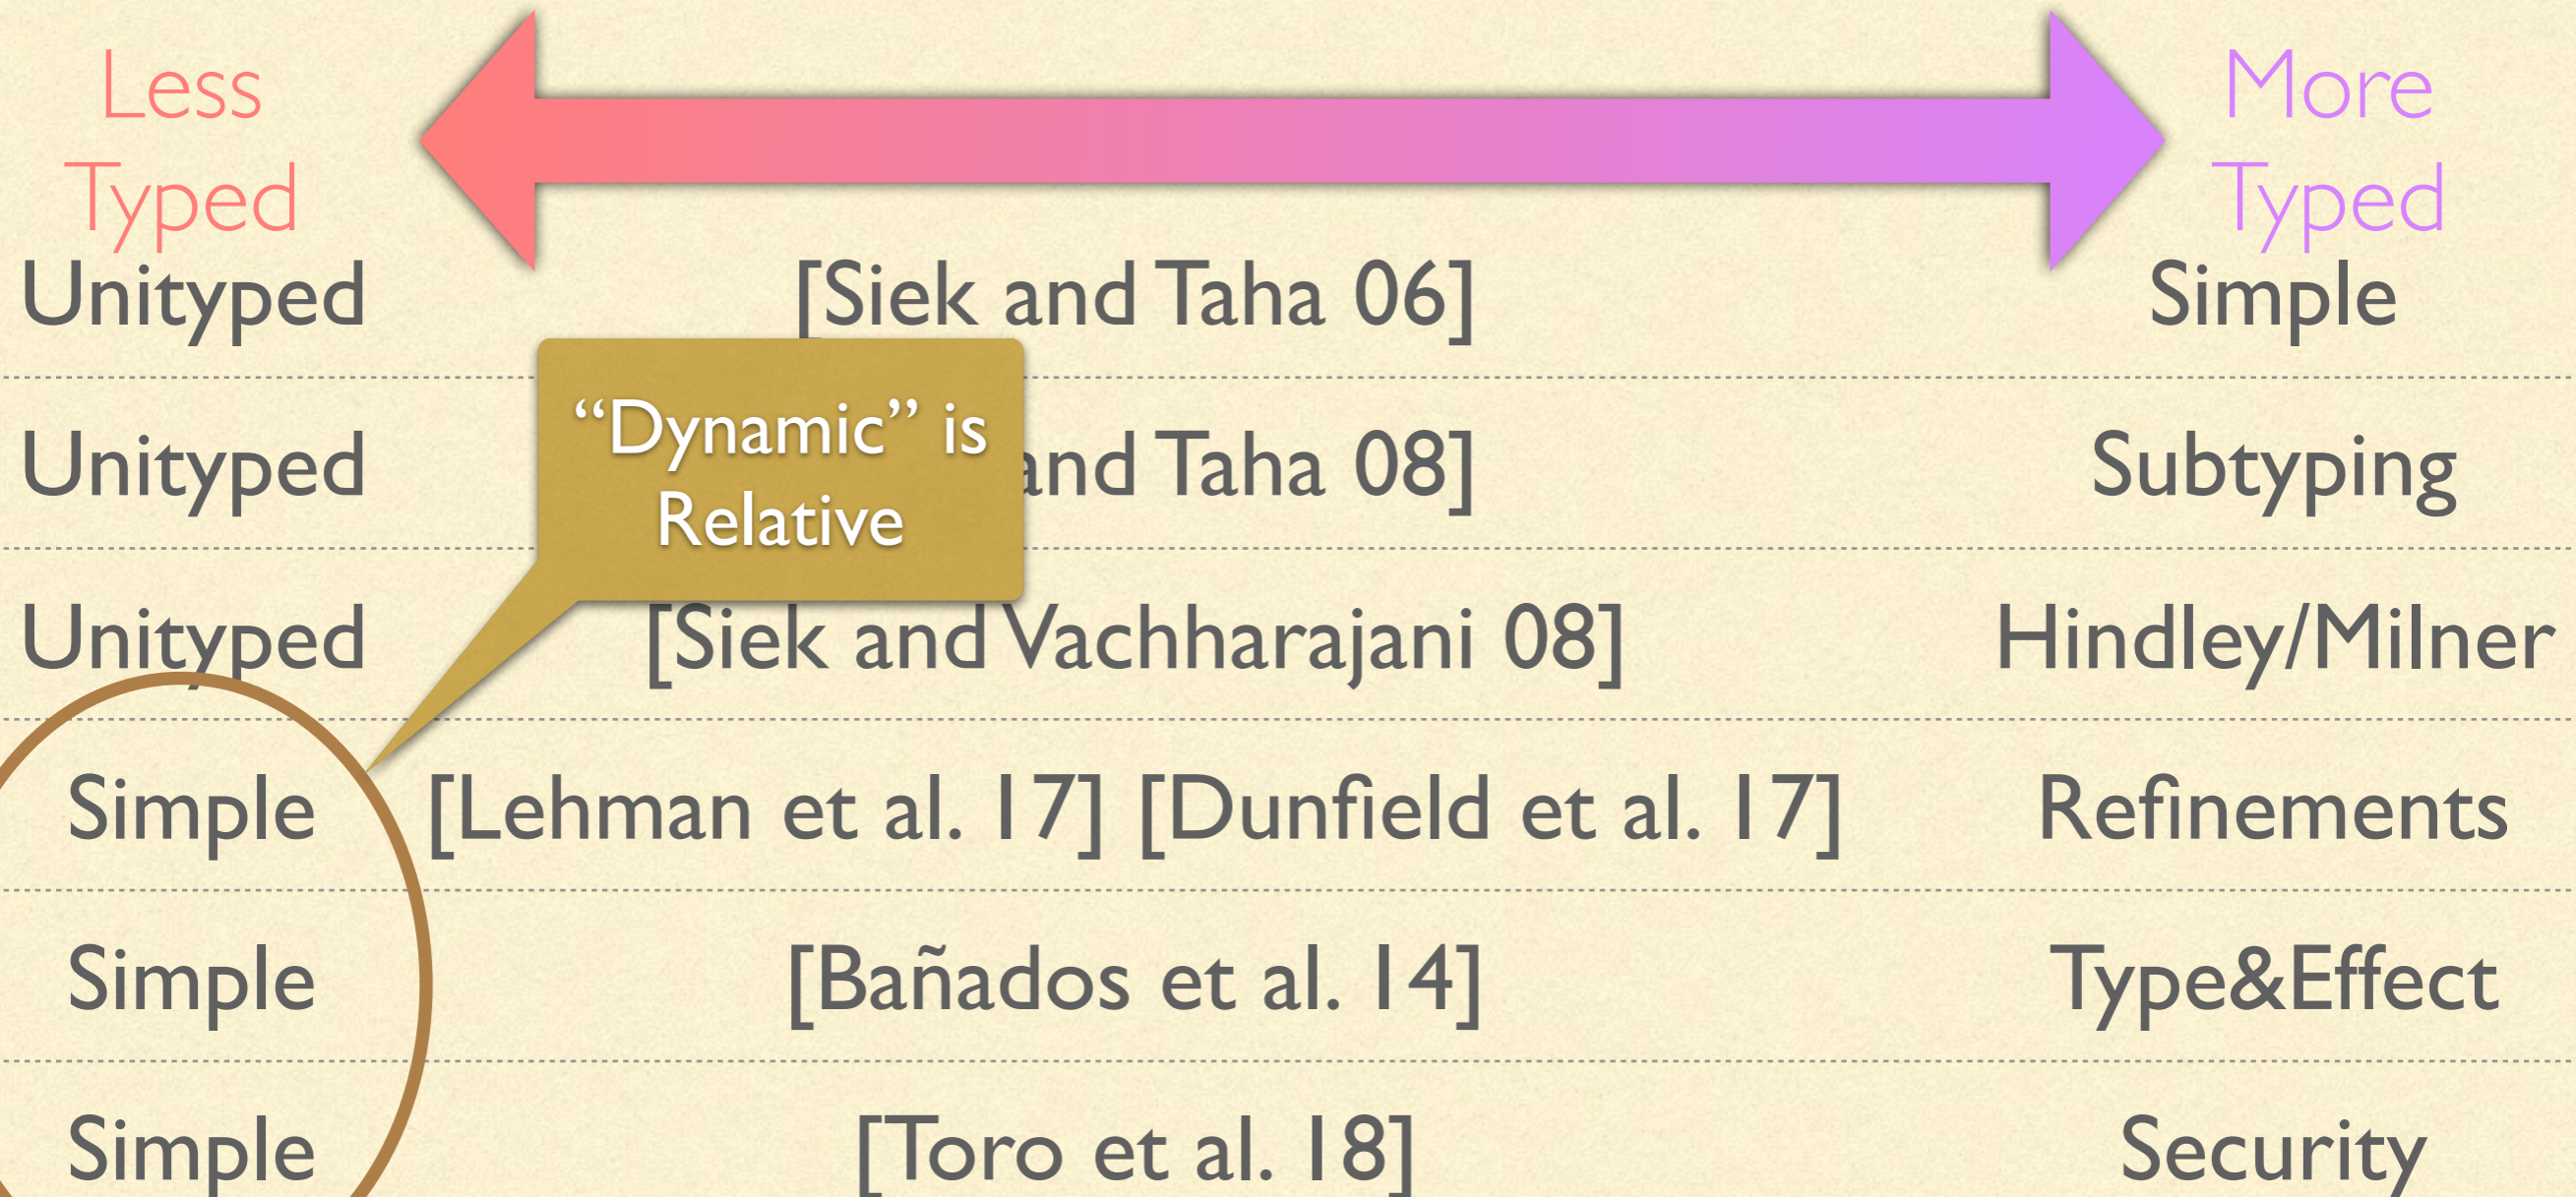 Less
Typed
More
Typed
Unityped [Siek and Taha 06] Simple
“Dynamic” is
Relative
Unityped and Taha 08] Subtyping
Unityped [Siek and Vachharajani 08] Hindley/Milner
Simple [Lehman et al. 17] [Dunfield et al. 17] Refinements
Simple [Bañados et al. 14] Type&Effect
Simple [Toro et al. 18] Security